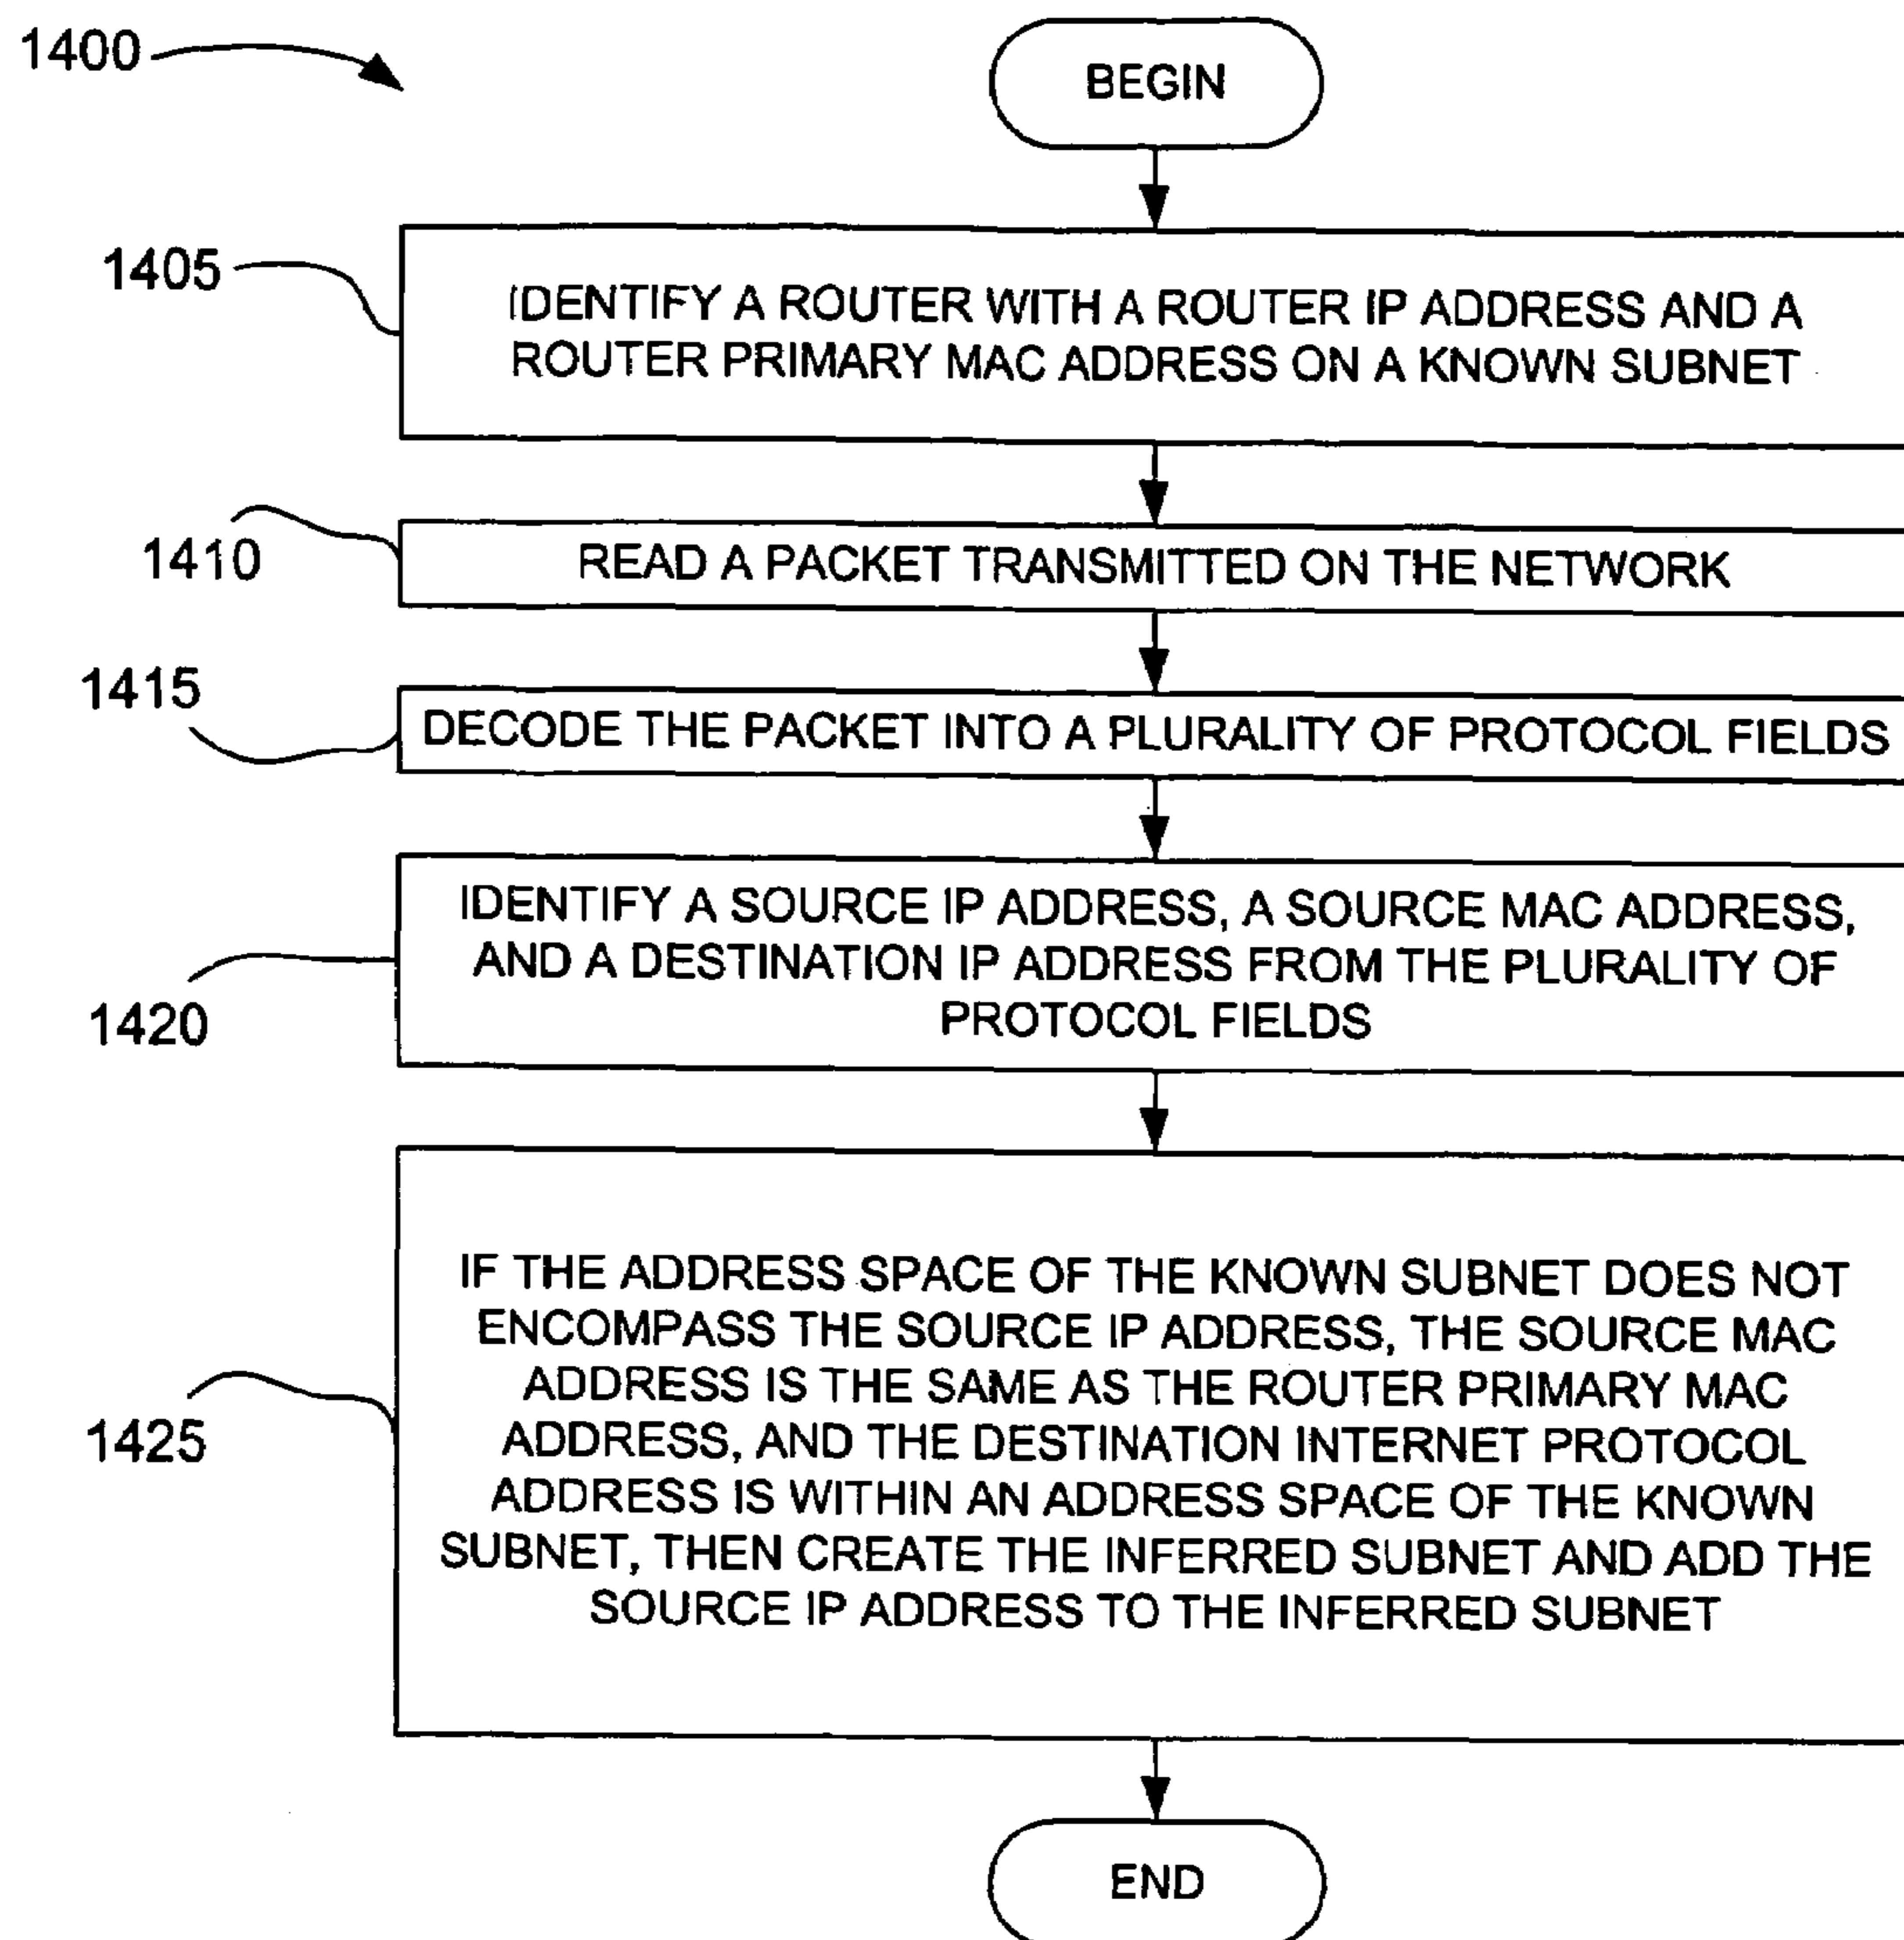 1400
BEGIN
1405
IDENTIFY A ROUTER WITH A ROUTER IP ADDRESS AND A
ROUTER PRIMARY MAC ADDRESS ON A KNOWN SUBNET
1410
READ A PACKET TRANSMITTED ON THE NETWORK
1415
DECODE THE PACKET INTO A PLURALITY OF PROTOCOL FIELDS
1420
IDENTIFY A SOURCE IP ADDRESS, A SOURCE MAC ADDRESS,
AND A DESTINATION IP ADDRESS FROM THE PLURALITY OF
PROTOCOL FIELDS
1425
IF THE ADDRESS SPACE OF THE KNOWN SUBNET DOES NOT
ENCOMPASS THE SOURCE IP ADDRESS, THE SOURCE MAC
ADDRESS IS THE SAME AS THE ROUTER PRIMARY MAC
ADDRESS, AND THE DESTINATION INTERNET PROTOCOL
ADDRESS IS WITHIN AN ADDRESS SPACE OF THE KNOWN
SUBNET, THEN CREATE THE INFERRED SUBNET AND ADD THE
SOURCE IP ADDRESS TO THE INFERRED SUBNET
END